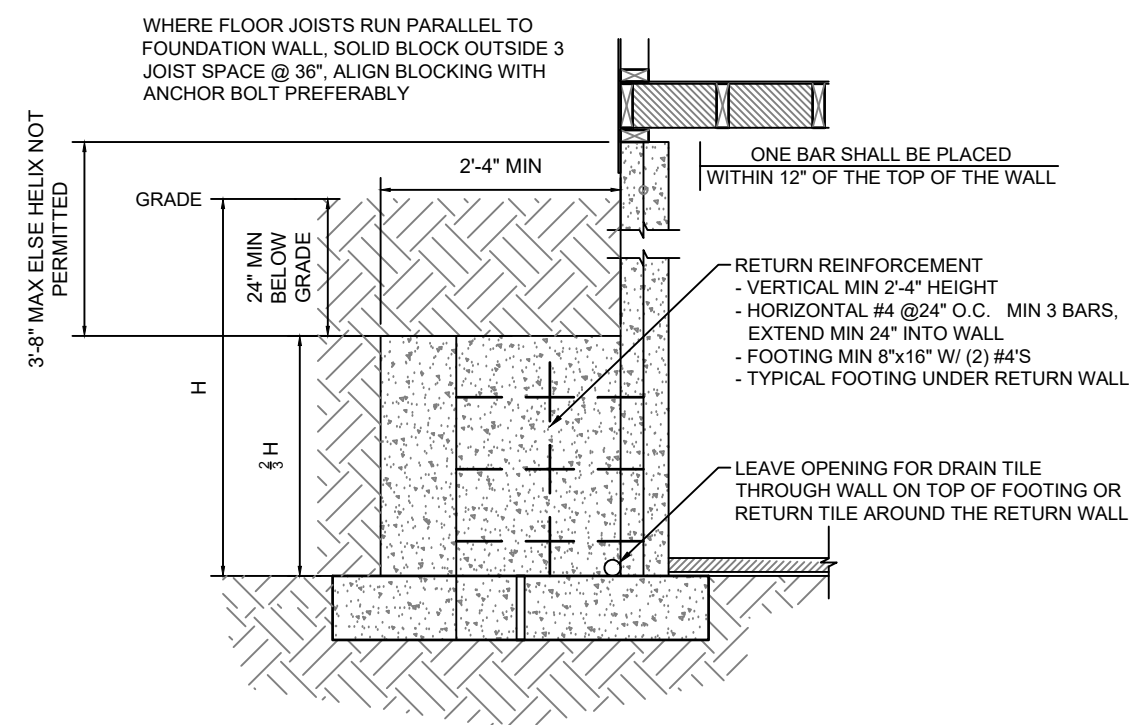 WHERE FLOOR JOISTS RUN PARALLEL TO
FOUNDATION WALL, SOLID BLOCK OUTSIDE 3
JOIST SPACE @ 36", ALIGN BLOCKING WITH
ANCHOR BOLT PREFERABLY
3'-8" MAX ELSE HELIX NOT
PERMITTED
2'-4" MIN
ONE BAR SHALL BE PLACED
WITHIN 12" OF THE TOP OF THE WALL
GRADE
24" MIN
BELOW
GRADE
RETURN REINFORCEMENT
- VERTICAL MIN 2'-4" HEIGHT
- HORIZONTAL #4 @24" O.C. MIN 3 BARS,
EXTEND MIN 24" INTO WALL
- FOOTING MIN 8"x16" W/ (2) #4'S
- TYPICAL FOOTING UNDER RETURN WALL
H
2/3 H
LEAVE OPENING FOR DRAIN TILE
THROUGH WALL ON TOP OF FOOTING OR
RETURN TILE AROUND THE RETURN WALL